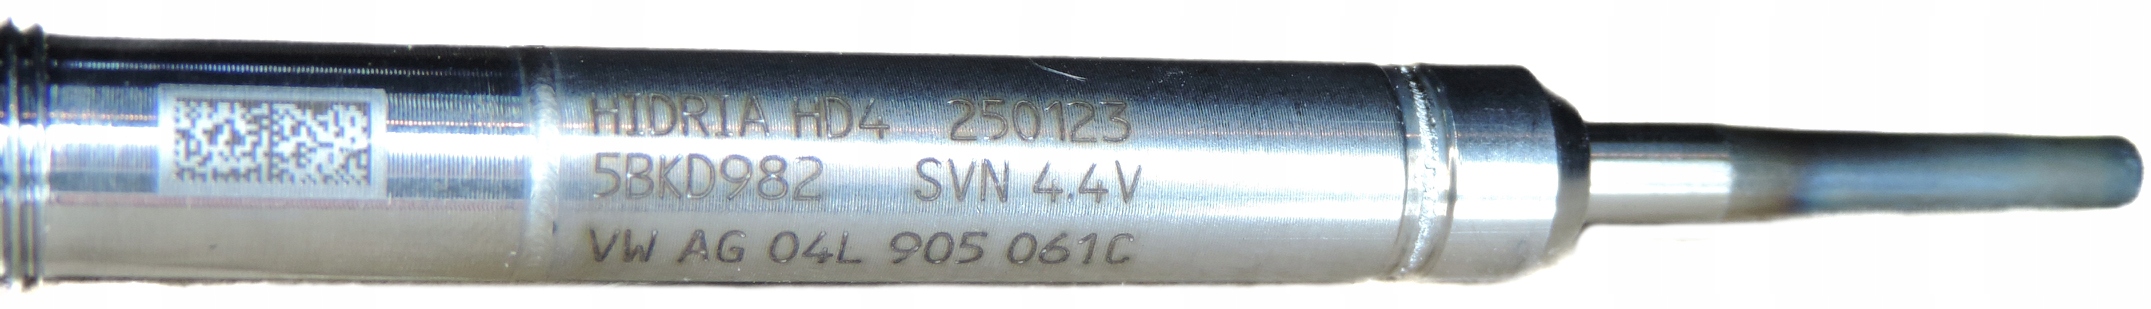 HIDRIA HD4 250123
5BKD982 SVN 4.4V
VW AG 04L 905 061C